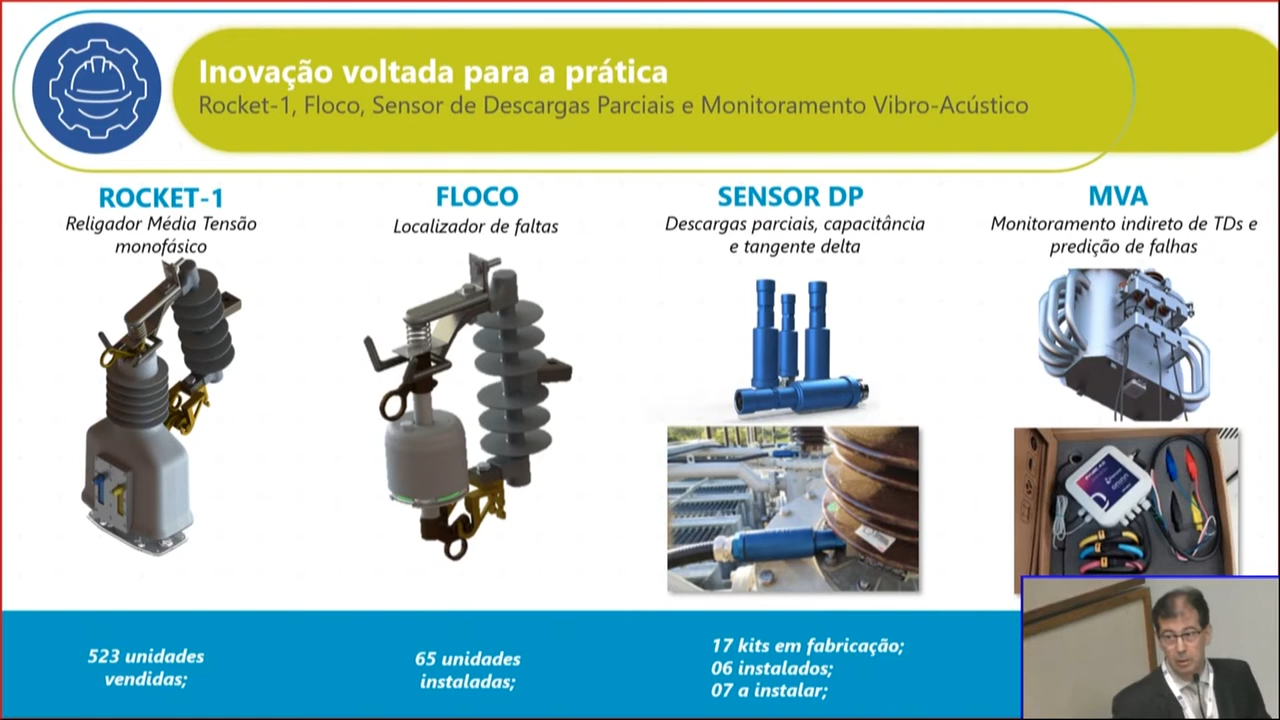 Inovação voltada para a prática
Rocket-1, Floco, Sensor de Descargas Parciais e Monitoramento Vibro-Acústico
ROCKET-1
Religador Média Tensão
monofásico
FLOCO
Localizador de faltas
SENSOR DP
Descargas parciais, capacitância
e tangente delta
MVA
Monitoramento indireto de TDs e
predição de falhas
523 unidades
vendidas;
65 unidades
instaladas;
17 kits em fabricação;
06 instalados;
07 a instalar;